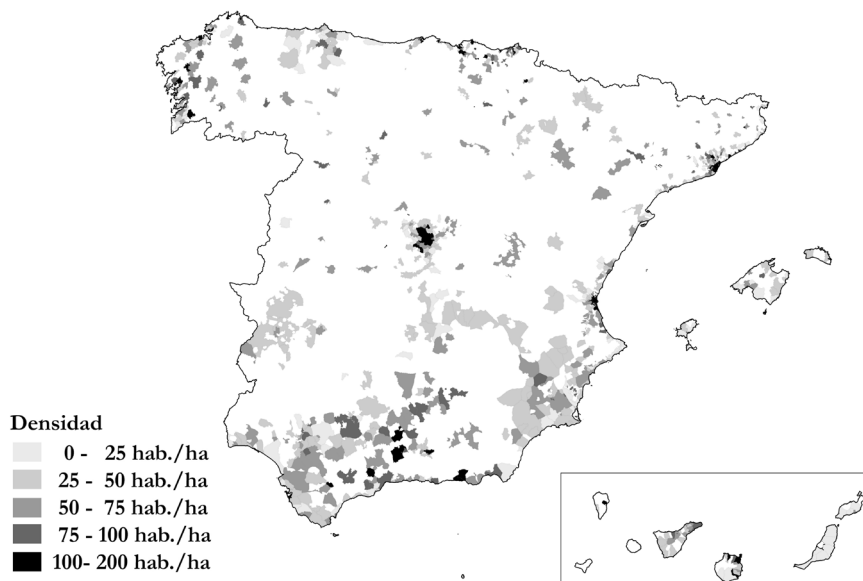 Densidad
0 - 25 hab./ha
25 - 50 hab./ha
50 - 75 hab./ha
75 - 100 hab./ha
100- 200 hab./ha